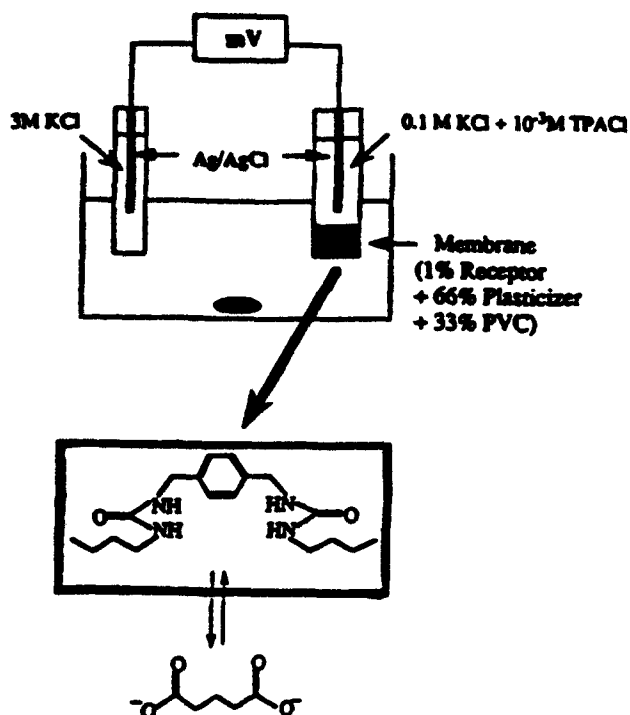 mV
3M KCl
0.1 M KCl + 10⁻³M TPACl
Ag/AgCl
Membrane
(1% Receptor
+ 66% Plasticizer
+ 33% PVC)
NH HN
O O
NH HN
O O
⁻O O⁻